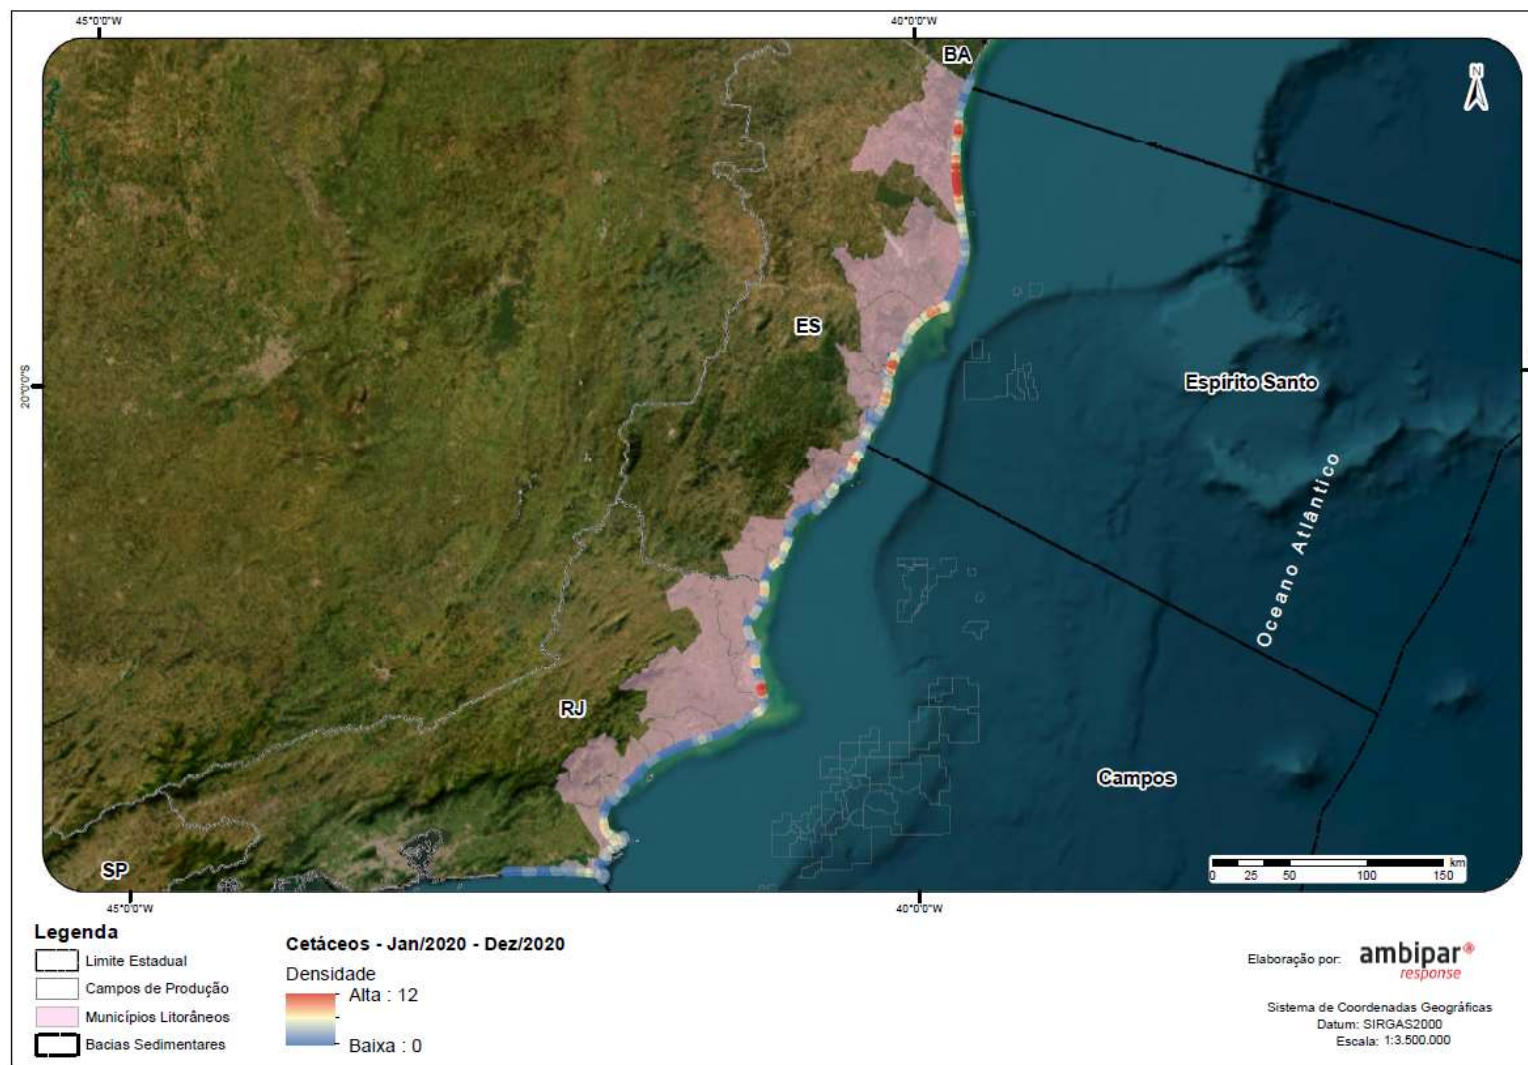 45°0'0"W
40°0'0"W
BA
N
ES
20°0'0"S
Espírito Santo
Oceano Atlântico
RJ
Campos
SP
km
0 25 50 100 150
45°0'0"W
40°0'0"W
Legenda
Limite Estadual
Campos de Produção
Municípios Litorâneos
Bacias Sedimentares
Cetáceos - Jan/2020 - Dez/2020
Densidade
Alta : 12
Baixa : 0
Elaboração por:
ambipar®
response
Sistema de Coordenadas Geográficas
Datum: SIRGAS2000
Escala: 1:3.500.000